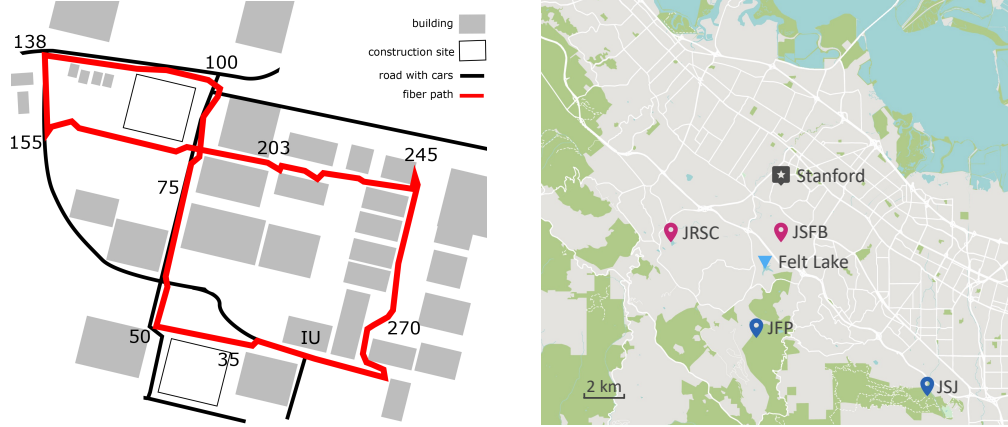 building
construction site
road with cars
fiber path
138
100
155
203
245
75
50
35
IU
270
Stanford
JRSC
JSFB
Felt Lake
JFP
JSJ
2 km